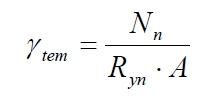 γ_tem = N_n / (R_yn · A)